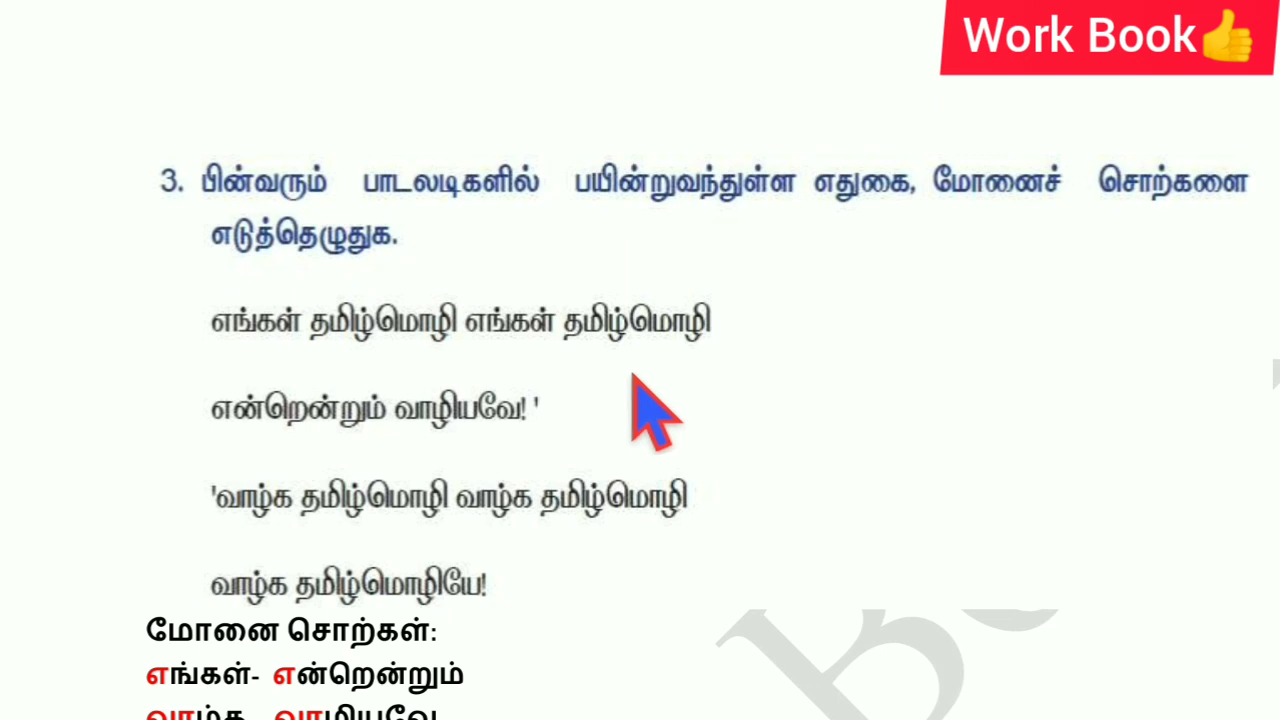 Work Book👍
3. பின்வரும் பாடலடிகளில் பயின்றுவந்துள்ள எதுகை, மோனைச் சொற்களை
எடுத்தெழுதுக.
எங்கள் தமிழ்மொழி எங்கள் தமிழ்மொழி
என்றென்றும் வாழியவே! '
'வாழ்க தமிழ்மொழி வாழ்க தமிழ்மொழி
வாழ்க தமிழ்மொழியே!
மோனை சொற்கள்:
எங்கள்- என்றென்றும்
வாழ்க வாழியவே